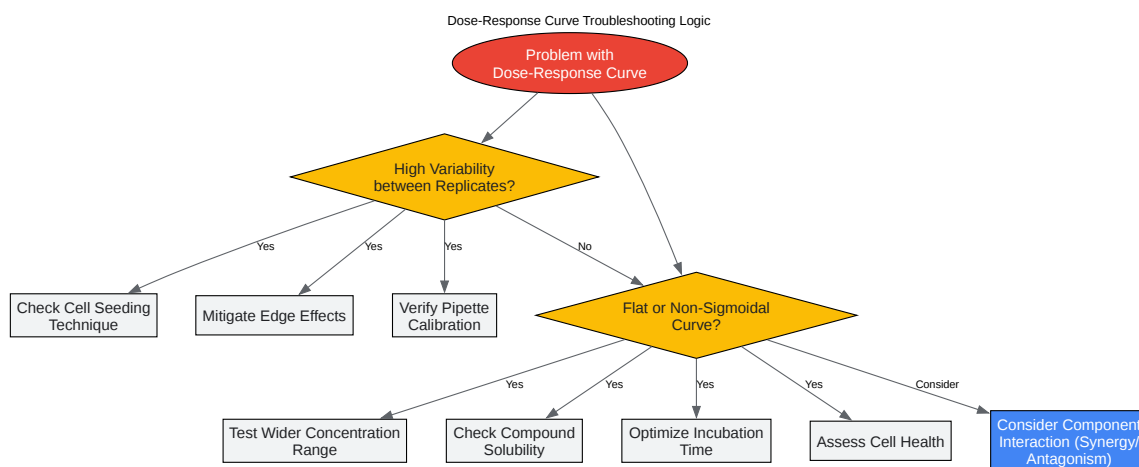 Dose-Response Curve Troubleshooting Logic
Problem with
Dose-Response Curve
High Variability
between Replicates?
Yes
Yes
Yes
No
Check Cell Seeding
Technique
Mitigate Edge Effects
Verify Pipette
Calibration
Flat or Non-Sigmoidal
Curve?
Yes
Yes
Yes
Yes
Consider
Test Wider Concentration
Range
Check Compound
Solubility
Optimize Incubation
Time
Assess Cell Health
Consider Component
Interaction (Synergy/
Antagonism)